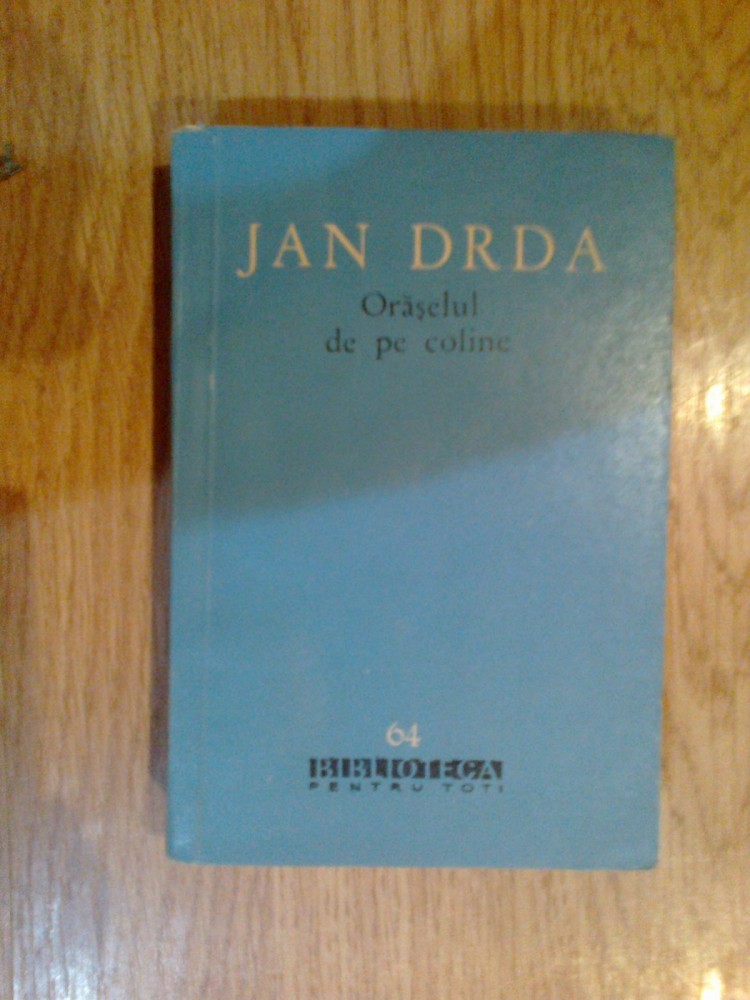 JAN DRDA
Orășelul
de pe coline
64
BIBLIOTECA
PENTRU TOȚI